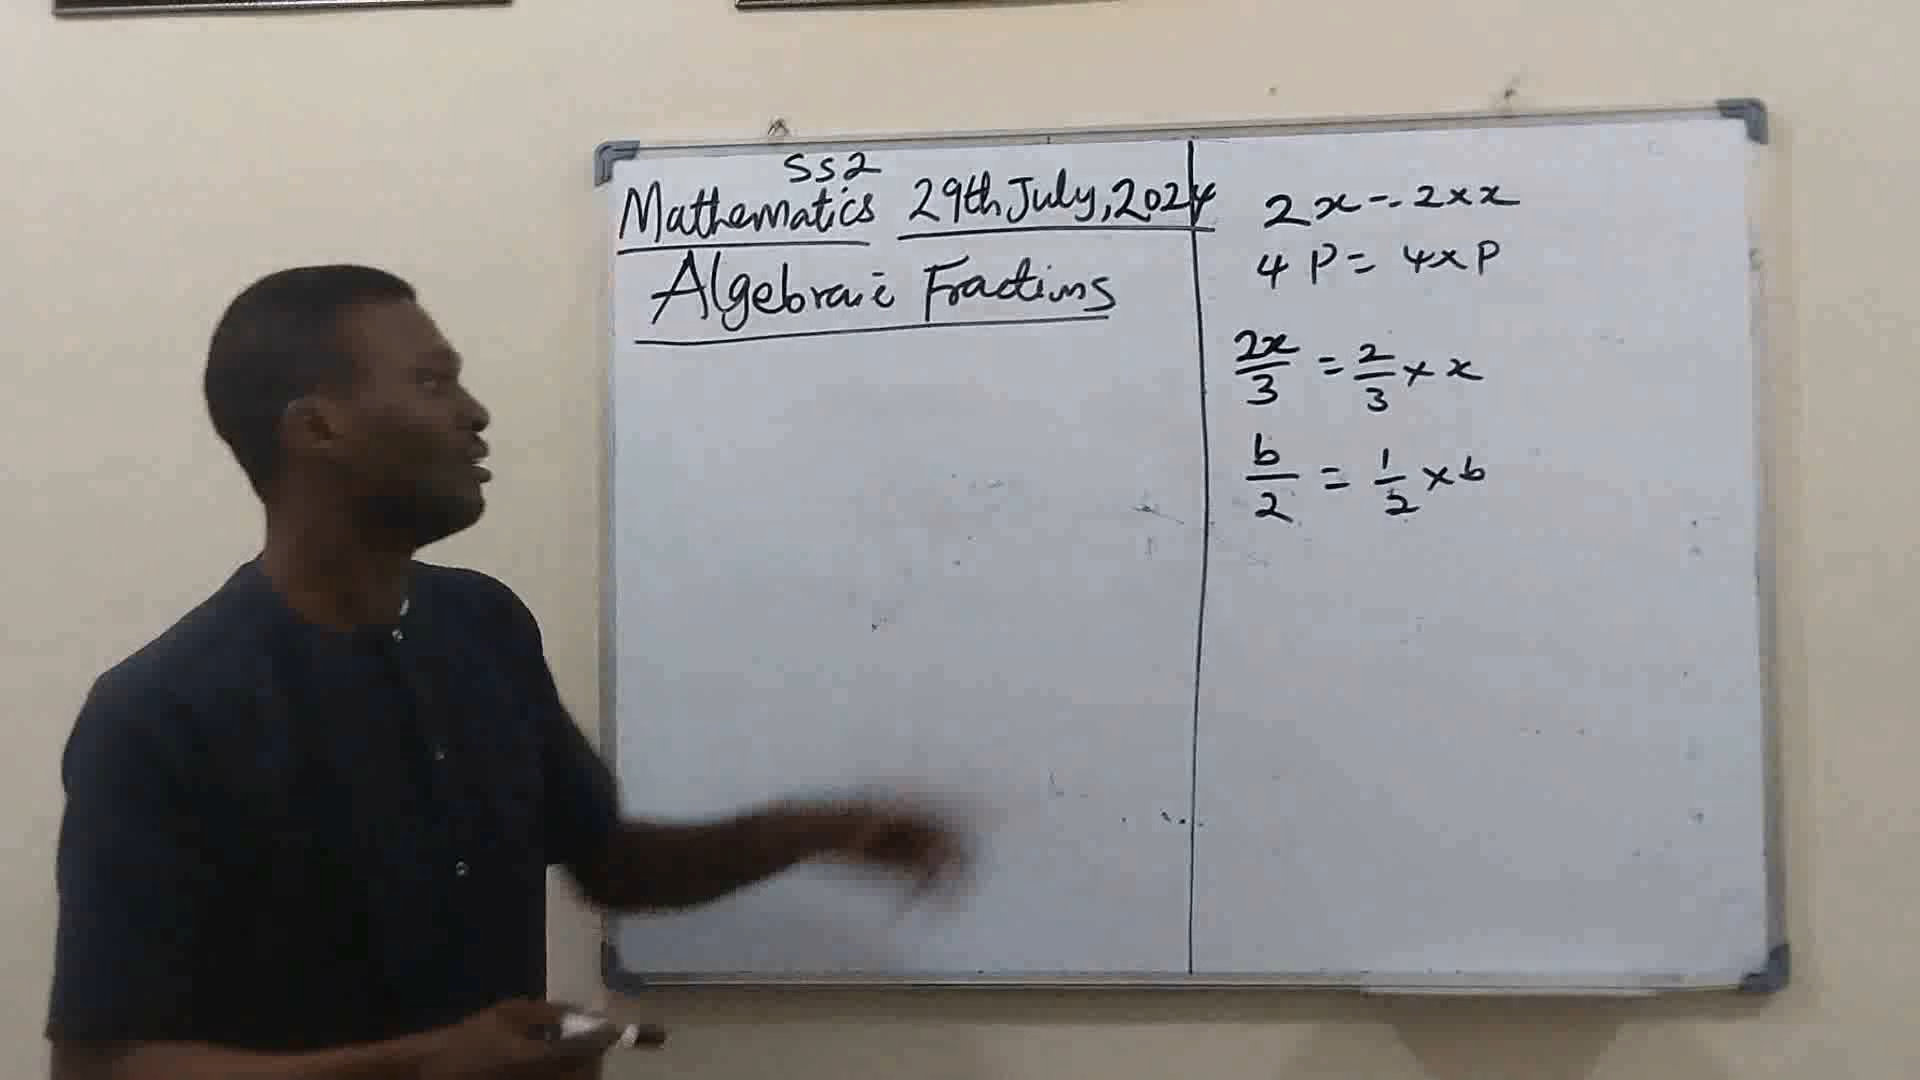 SS2
Mathematics 29th July, 2024
Algebraic Fractions
2x = 2 x x
4P = 4 x P
2x/3 = 2/3 x x
b/2 = 1/2 x b